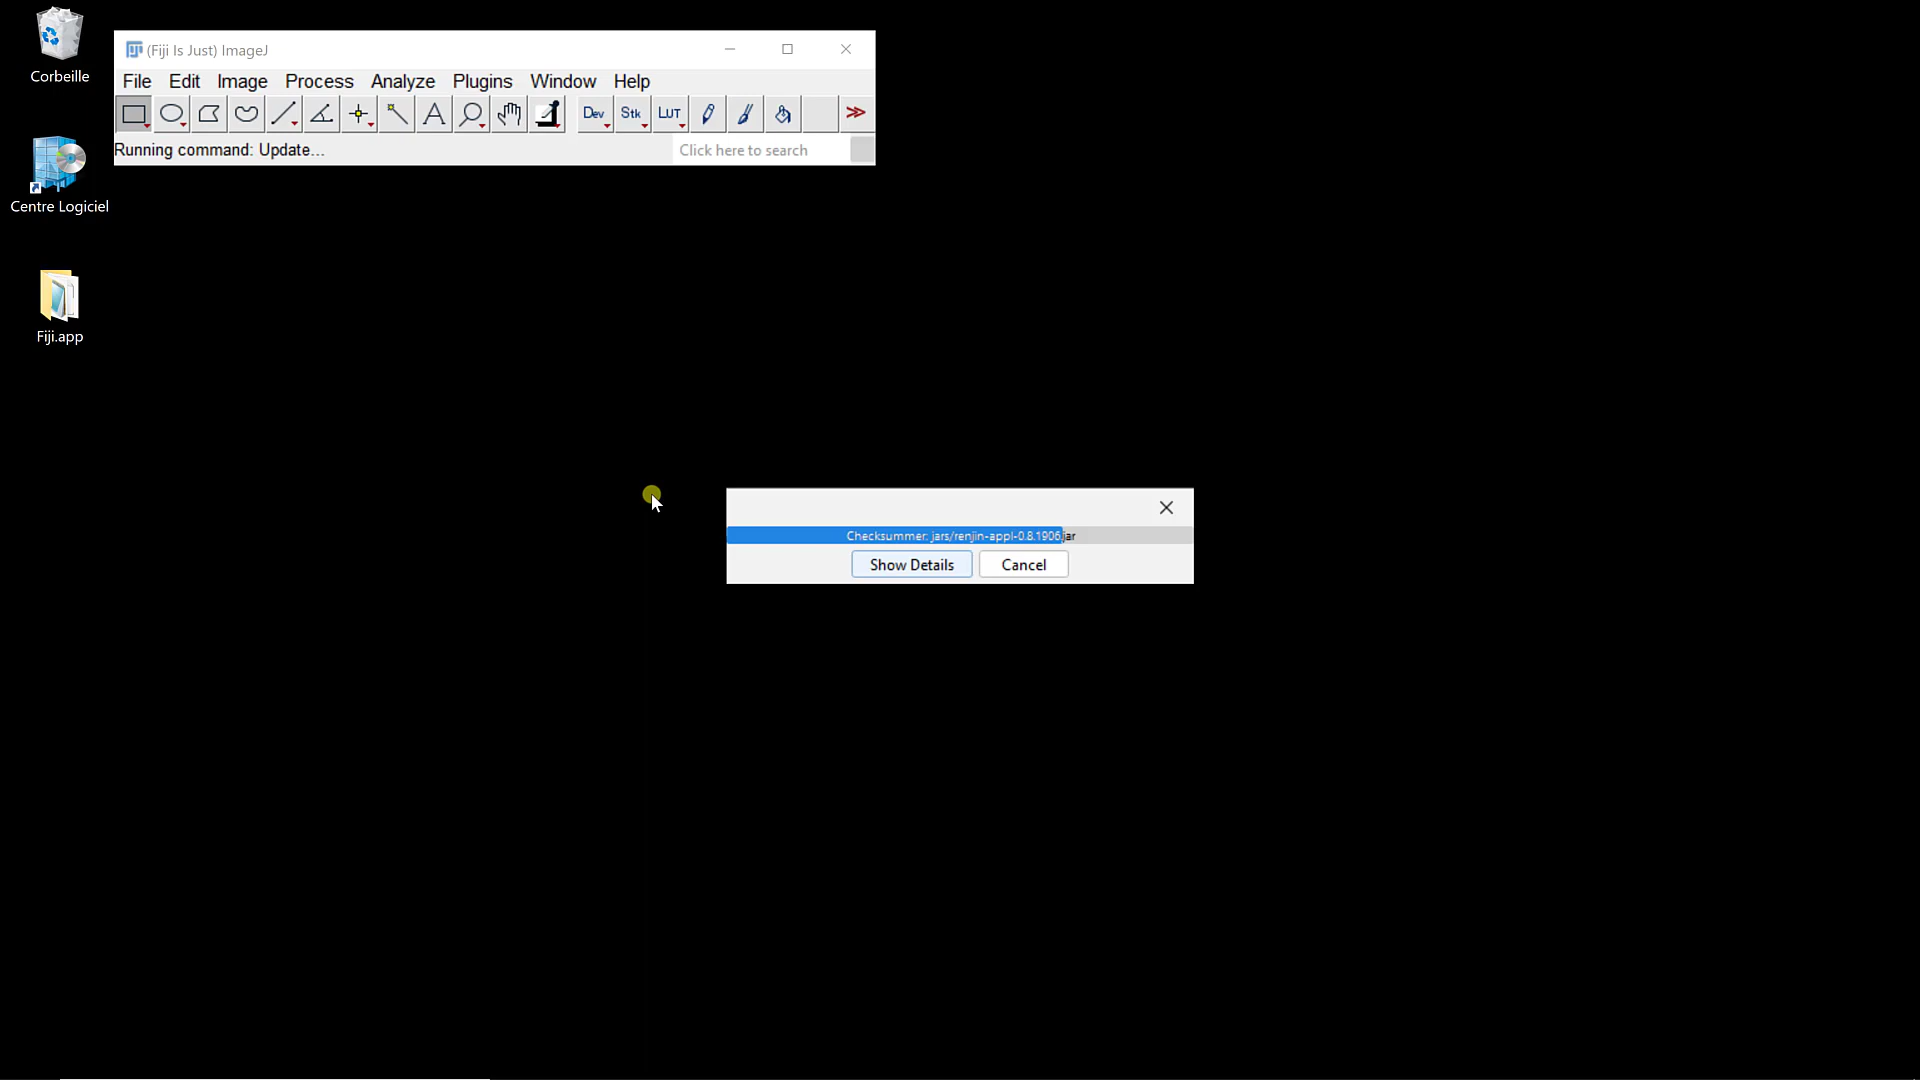 Corbeille
Centre Logiciel
Fiji.app
(Fiji Is Just) ImageJ
File Edit Image Process Analyze Plugins Window Help
A Dev Stk LUT >>
Running command: Update... Click here to search
Checksummer: jars/renjin-appl-0.8.1906.jar
Show Details Cancel